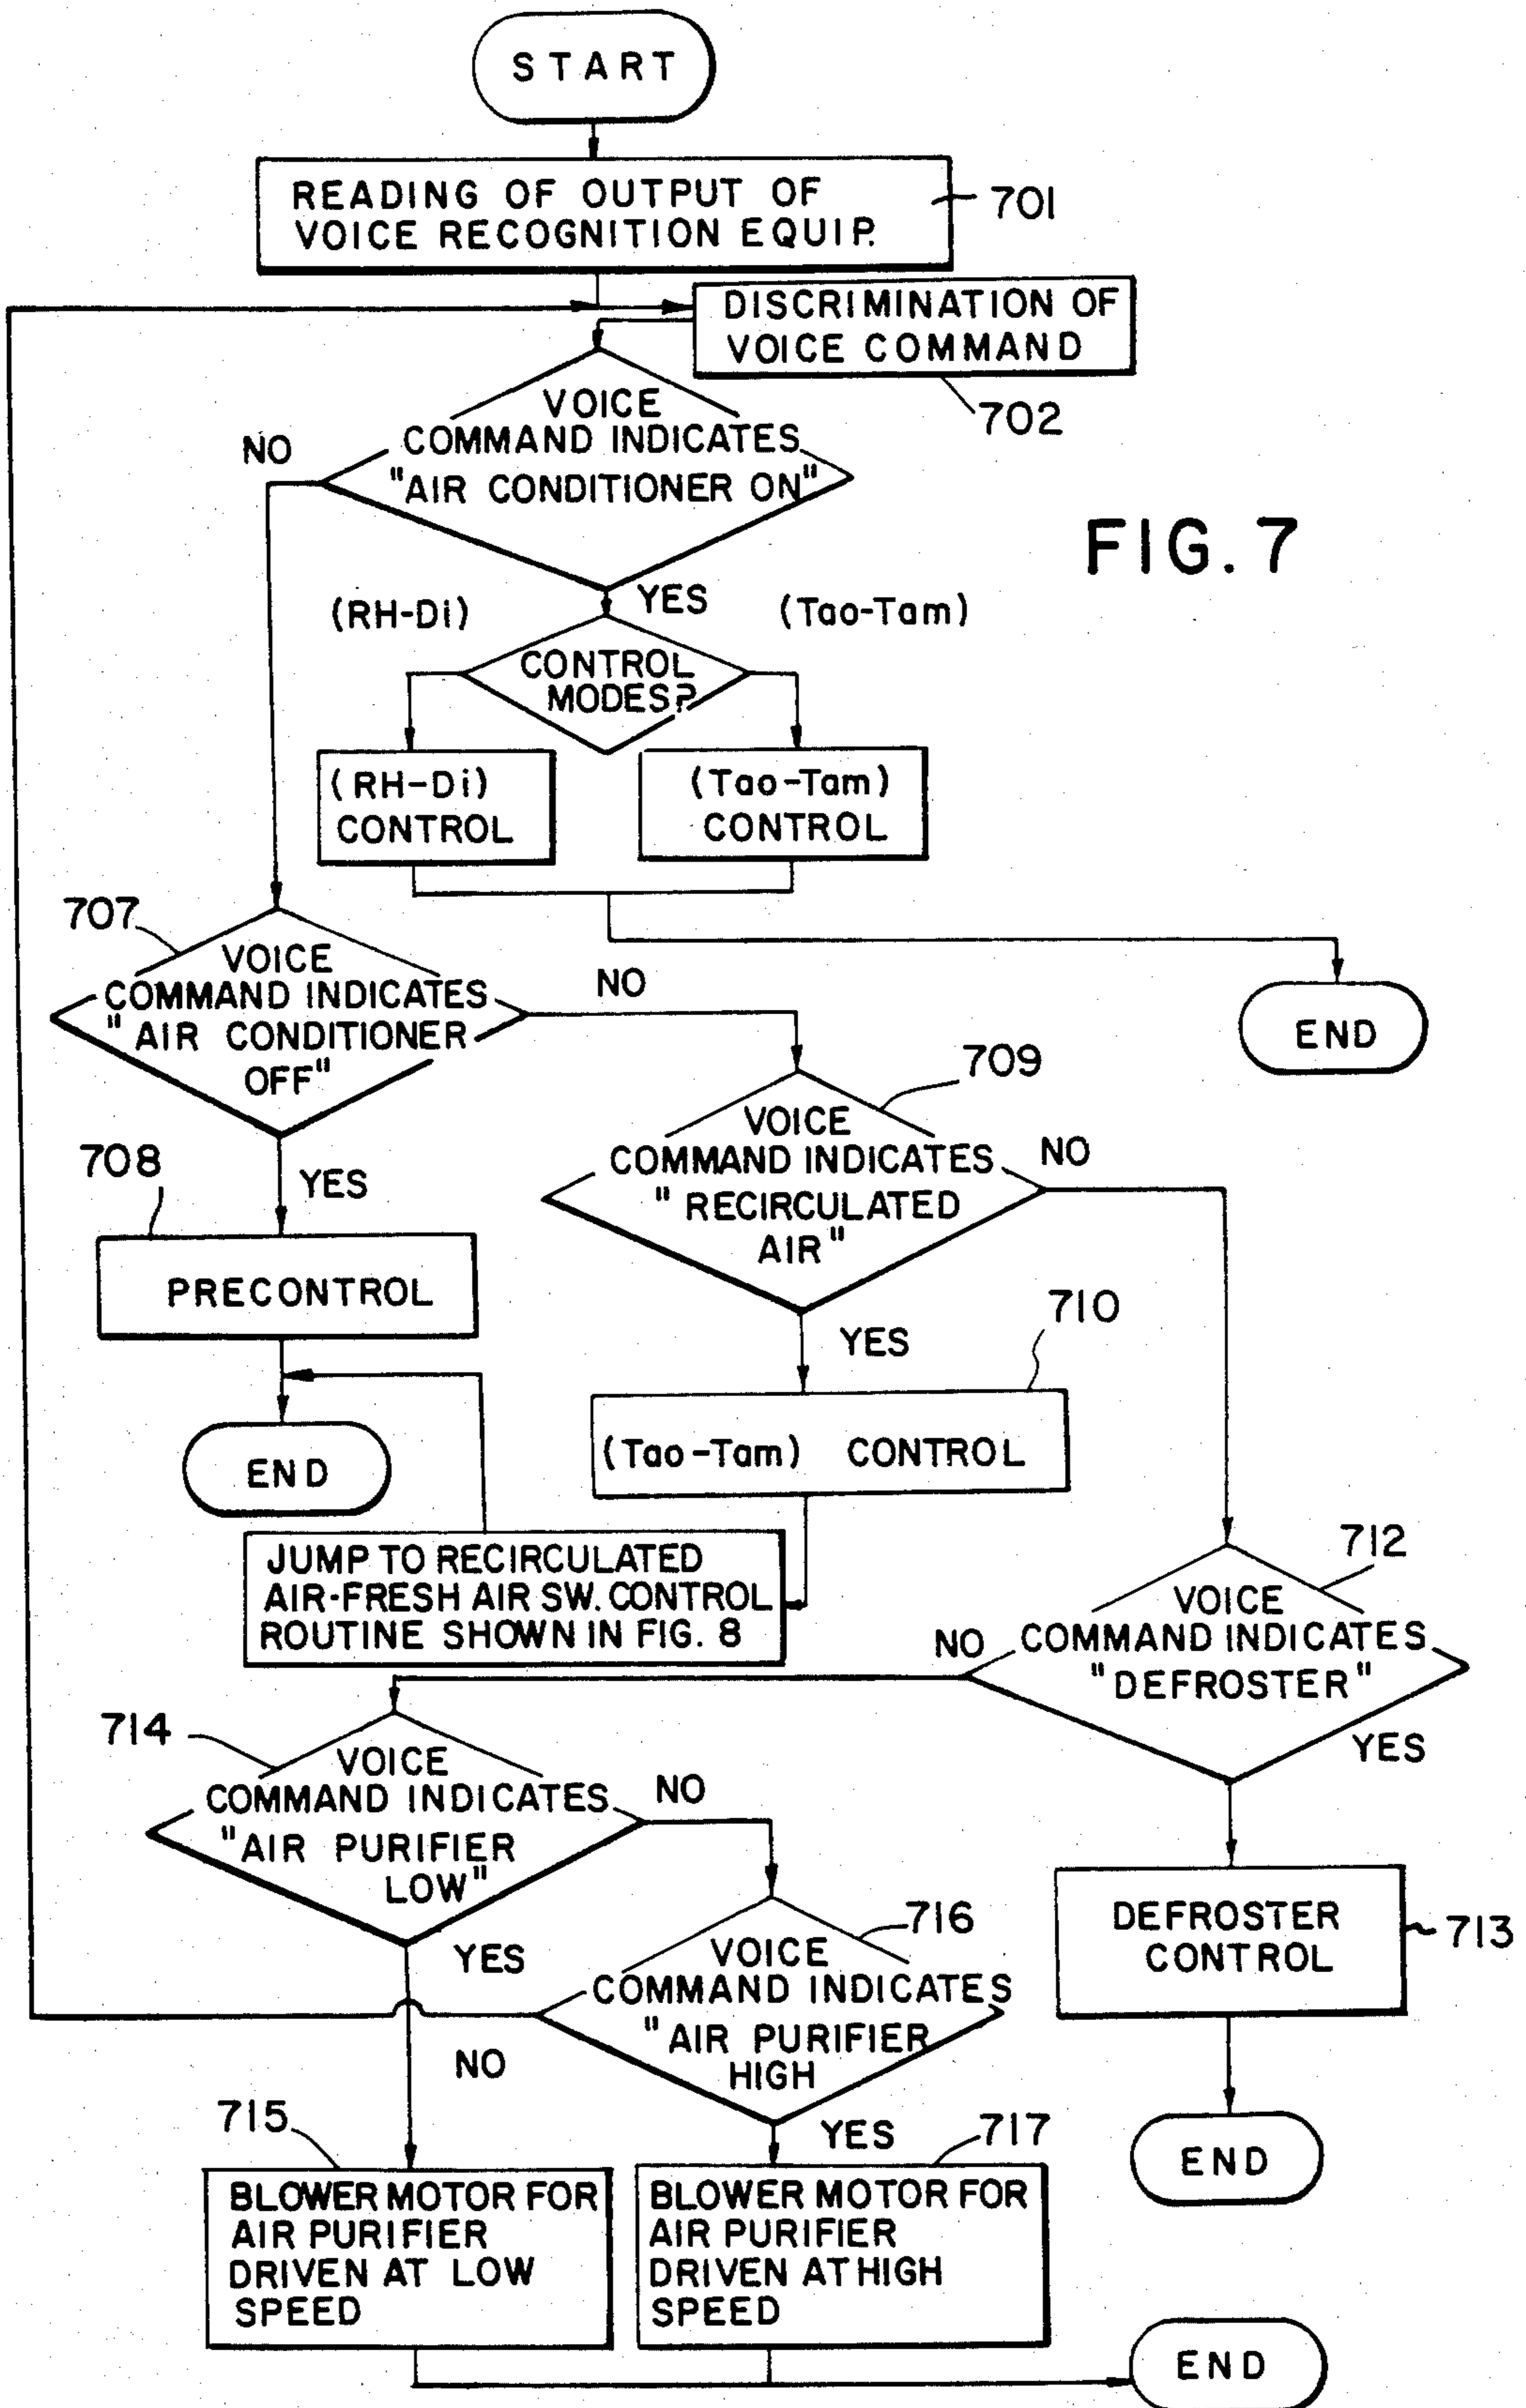 START
READING OF OUTPUT OF
VOICE RECOGNITION EQUIP.
701
DISCRIMINATION OF
VOICE COMMAND
702
VOICE
COMMAND INDICATES
"AIR CONDITIONER ON"
NO
YES
FIG. 7
(RH-Di)
(Tao-Tam)
CONTROL
MODES?
(RH-Di)
CONTROL
(Tao-Tam)
CONTROL
END
707
VOICE
COMMAND INDICATES
"AIR CONDITIONER
OFF"
NO
YES
708
PRECONTROL
END
709
VOICE
COMMAND INDICATES
"RECIRCULATED
AIR"
NO
YES
710
(Tao-Tam) CONTROL
JUMP TO RECIRCULATED
AIR-FRESH AIR SW. CONTROL
ROUTINE SHOWN IN FIG. 8
712
VOICE
COMMAND INDICATES
"DEFROSTER"
NO
YES
DEFROSTER
CONTROL
713
END
714
VOICE
COMMAND INDICATES
"AIR PURIFIER
LOW"
NO
YES
716
VOICE
COMMAND INDICATES
"AIR PURIFIER
HIGH
NO
YES
715
BLOWER MOTOR FOR
AIR PURIFIER
DRIVEN AT LOW
SPEED
717
BLOWER MOTOR FOR
AIR PURIFIER
DRIVEN AT HIGH
SPEED
END